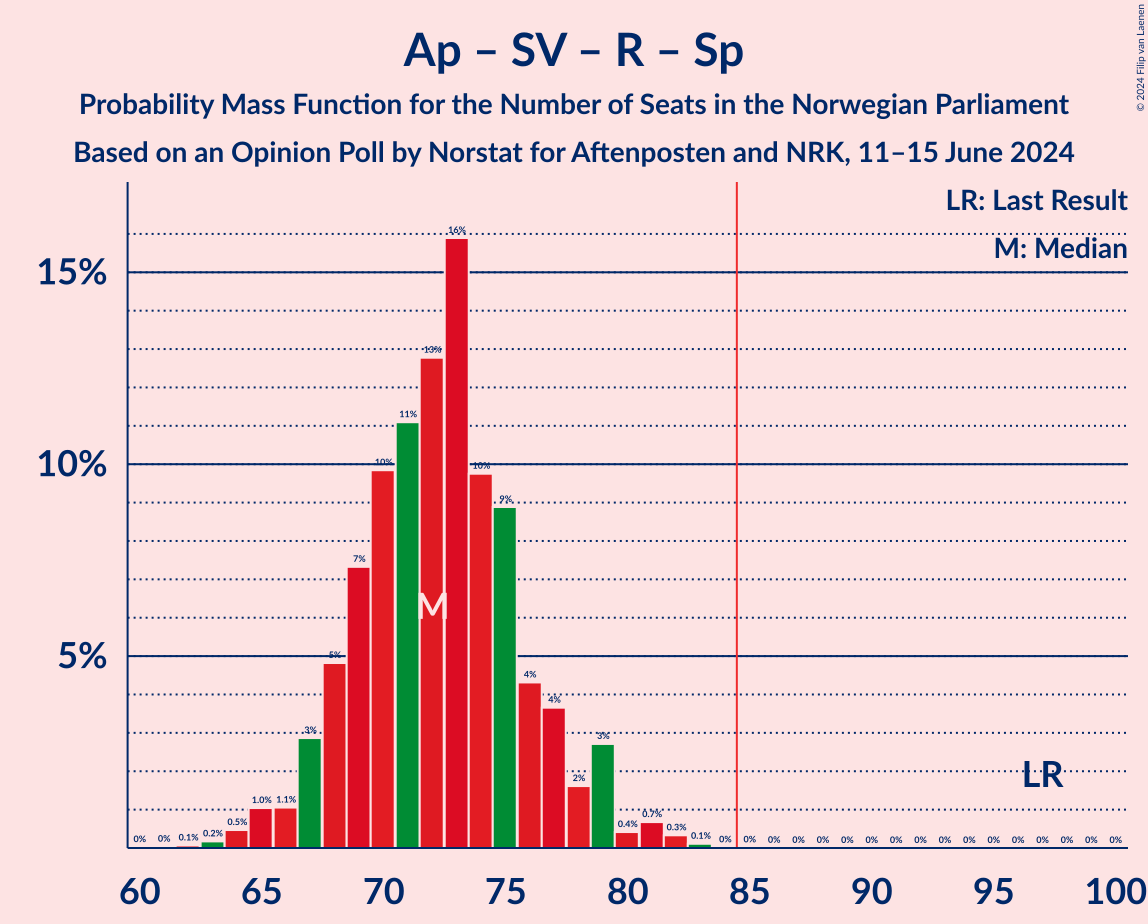 Ap – SV – R – Sp
Probability Mass Function for the Number of Seats in the Norwegian Parliament
Based on an Opinion Poll by Norstat for Aftenposten and NRK, 11–15 June 2024
© 2024 Filip van Laenen
LR: Last Result
M: Median
15%
10%
5%
0% 0% 0.1% 0.2% 0.5% 1.0% 1.1% 3% 5% 7% 10% 11% 13% 16% 10% 9% 4% 4% 2% 3% 0.4% 0.7% 0.3% 0.1% 0% 0% 0% 0% 0% 0% 0% 0% 0% 0% 0% 0% 0% 0% 0% 0% 0%
M
LR
60 65 70 75 80 85 90 95 100